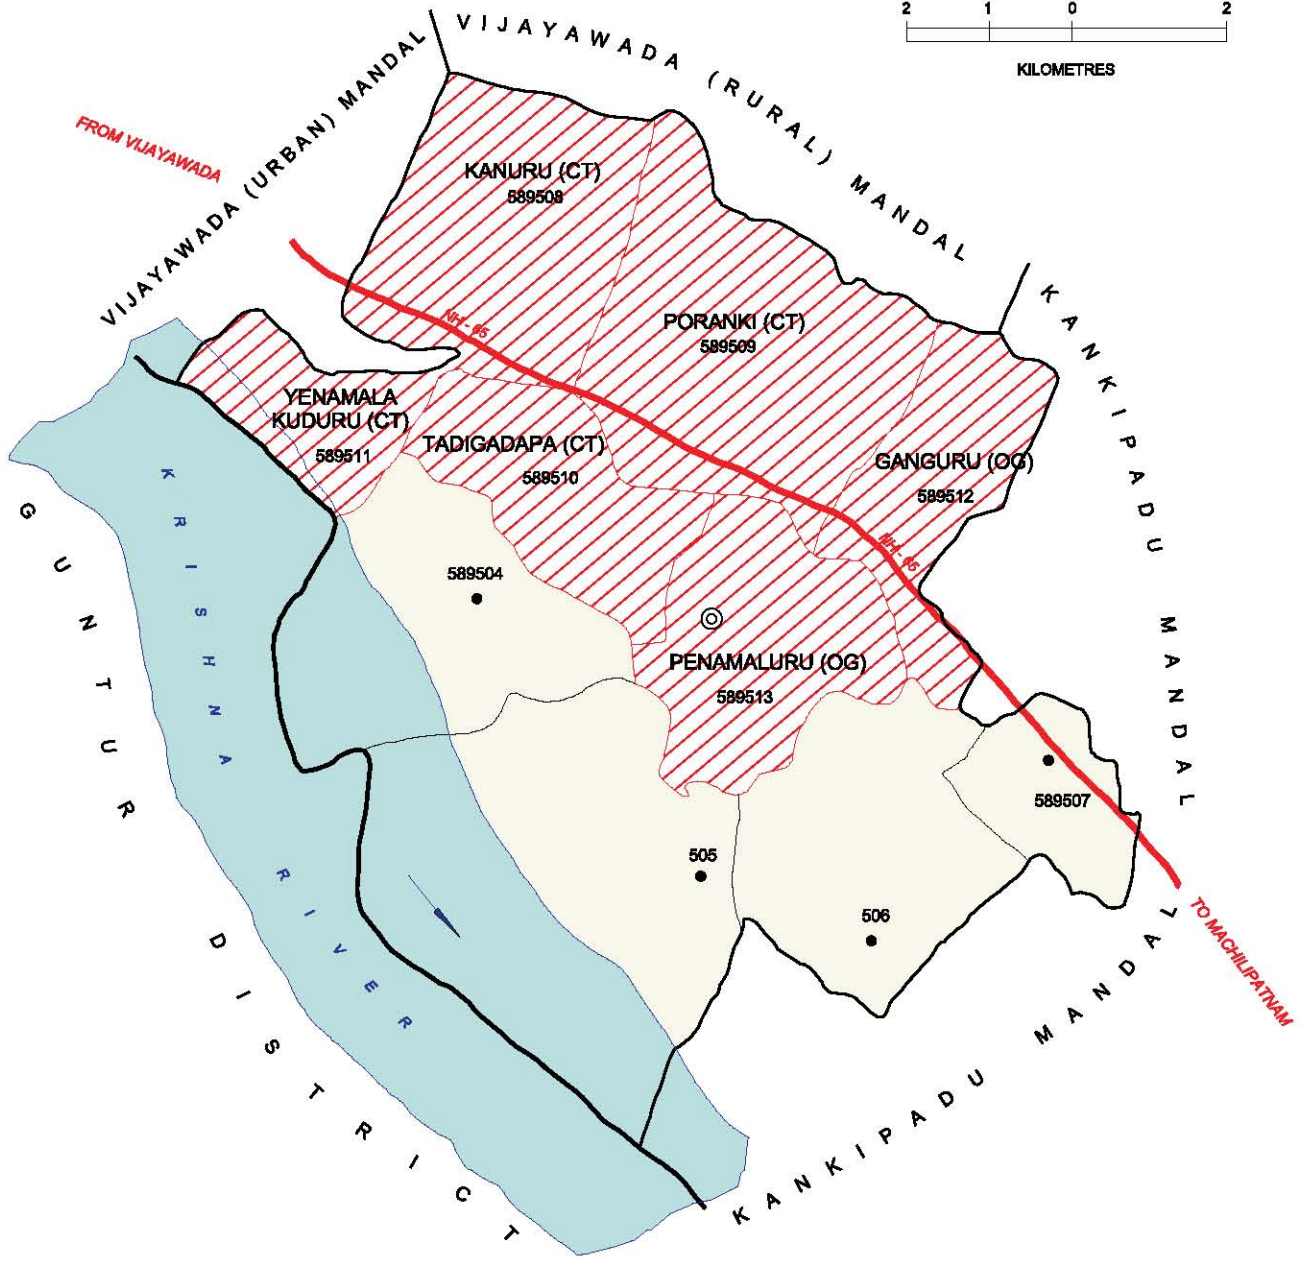 2 1 0 2
KILOMETRES
VIJAYAWADA (RURAL) MANDAL
VIJAYAWADA (URBAN) MANDAL
FROM VIJAYAWADA
KANURU (CT)
589508
KANKIPADU MANDAL
NH - 65
PORANKI (CT)
589509
YENAMALA
KUDURU (CT)
589511
TADIGADAPA (CT)
589510
GANGURU (OG)
589512
NH - 65
KRISHNA RIVER
GUNTUR DISTRICT
589504
PENAMALURU (OG)
589513
589507
505
506
TO MACHILIPATNAM
KANKIPADU MANDAL